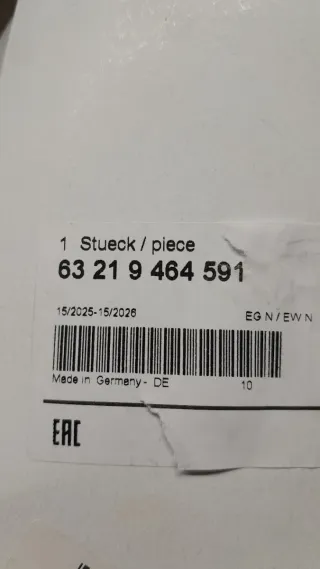 1 Stueck / piece
63 21 9 464 591
15/2025-15/2026 EG N / EW N
Made in Germany - DE 10
EAC